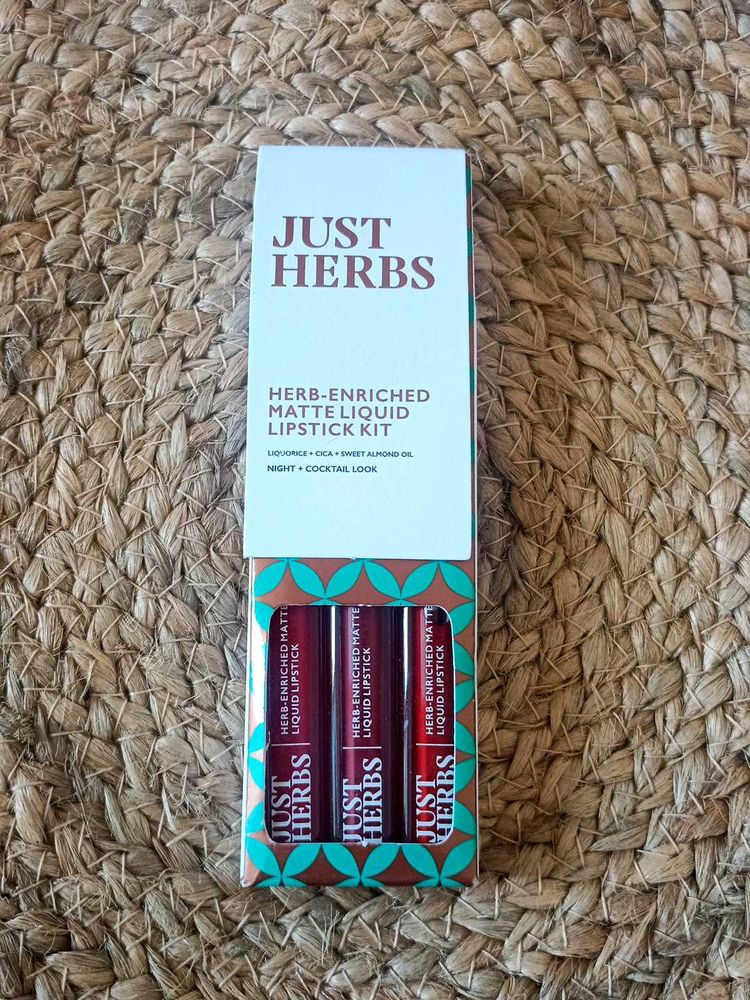 JUST
HERBS
HERB-ENRICHED
MATTE LIQUID
LIPSTICK KIT
LIQUORICE + CICA + SWEET ALMOND OIL
NIGHT + COCKTAIL LOOK
HERB-ENRICHED MATTE
LIQUID LIPSTICK
JUST
HERBS
HERB-ENRICHED MATTE
LIQUID LIPSTICK
JUST
HERBS
HERB-ENRICHED MATTE
LIQUID LIPSTICK
JUST
HERBS